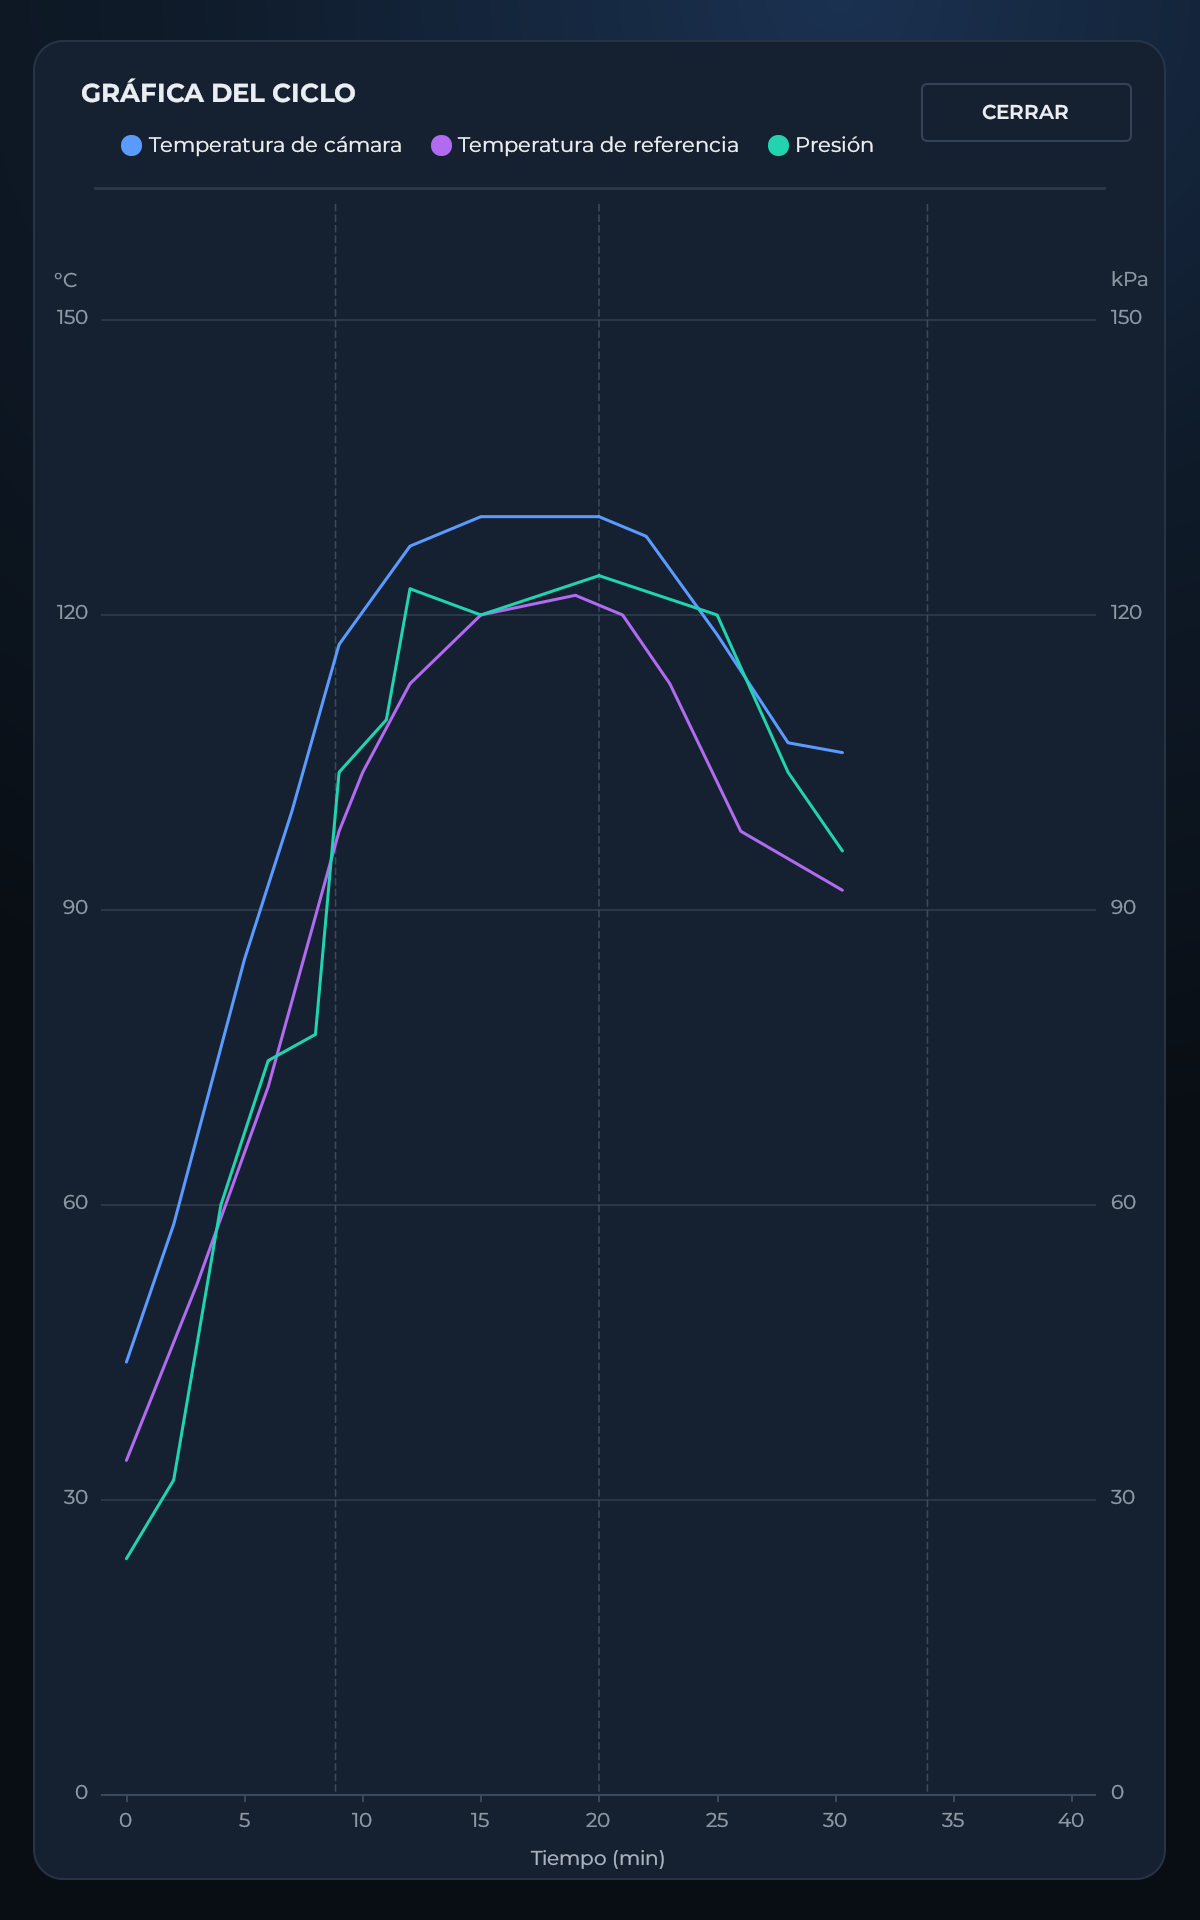 GRÁFICA DEL CICLO
CERRAR
Temperatura de cámara Temperatura de referencia Presión
°C kPa
150 150
120 120
90 90
60 60
30 30
0 0
0 5 10 15 20 25 30 35 40
Tiempo (min)